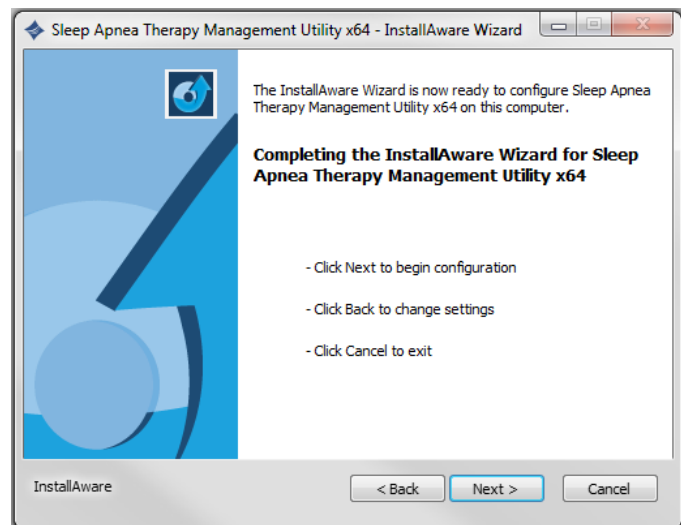 Sleep Apnea Therapy Management Utility x64 - InstallAware Wizard
The InstallAware Wizard is now ready to configure Sleep Apnea
Therapy Management Utility x64 on this computer.
Completing the InstallAware Wizard for Sleep
Apnea Therapy Management Utility x64
- Click Next to begin configuration
- Click Back to change settings
- Click Cancel to exit
InstallAware
< Back
Next >
Cancel